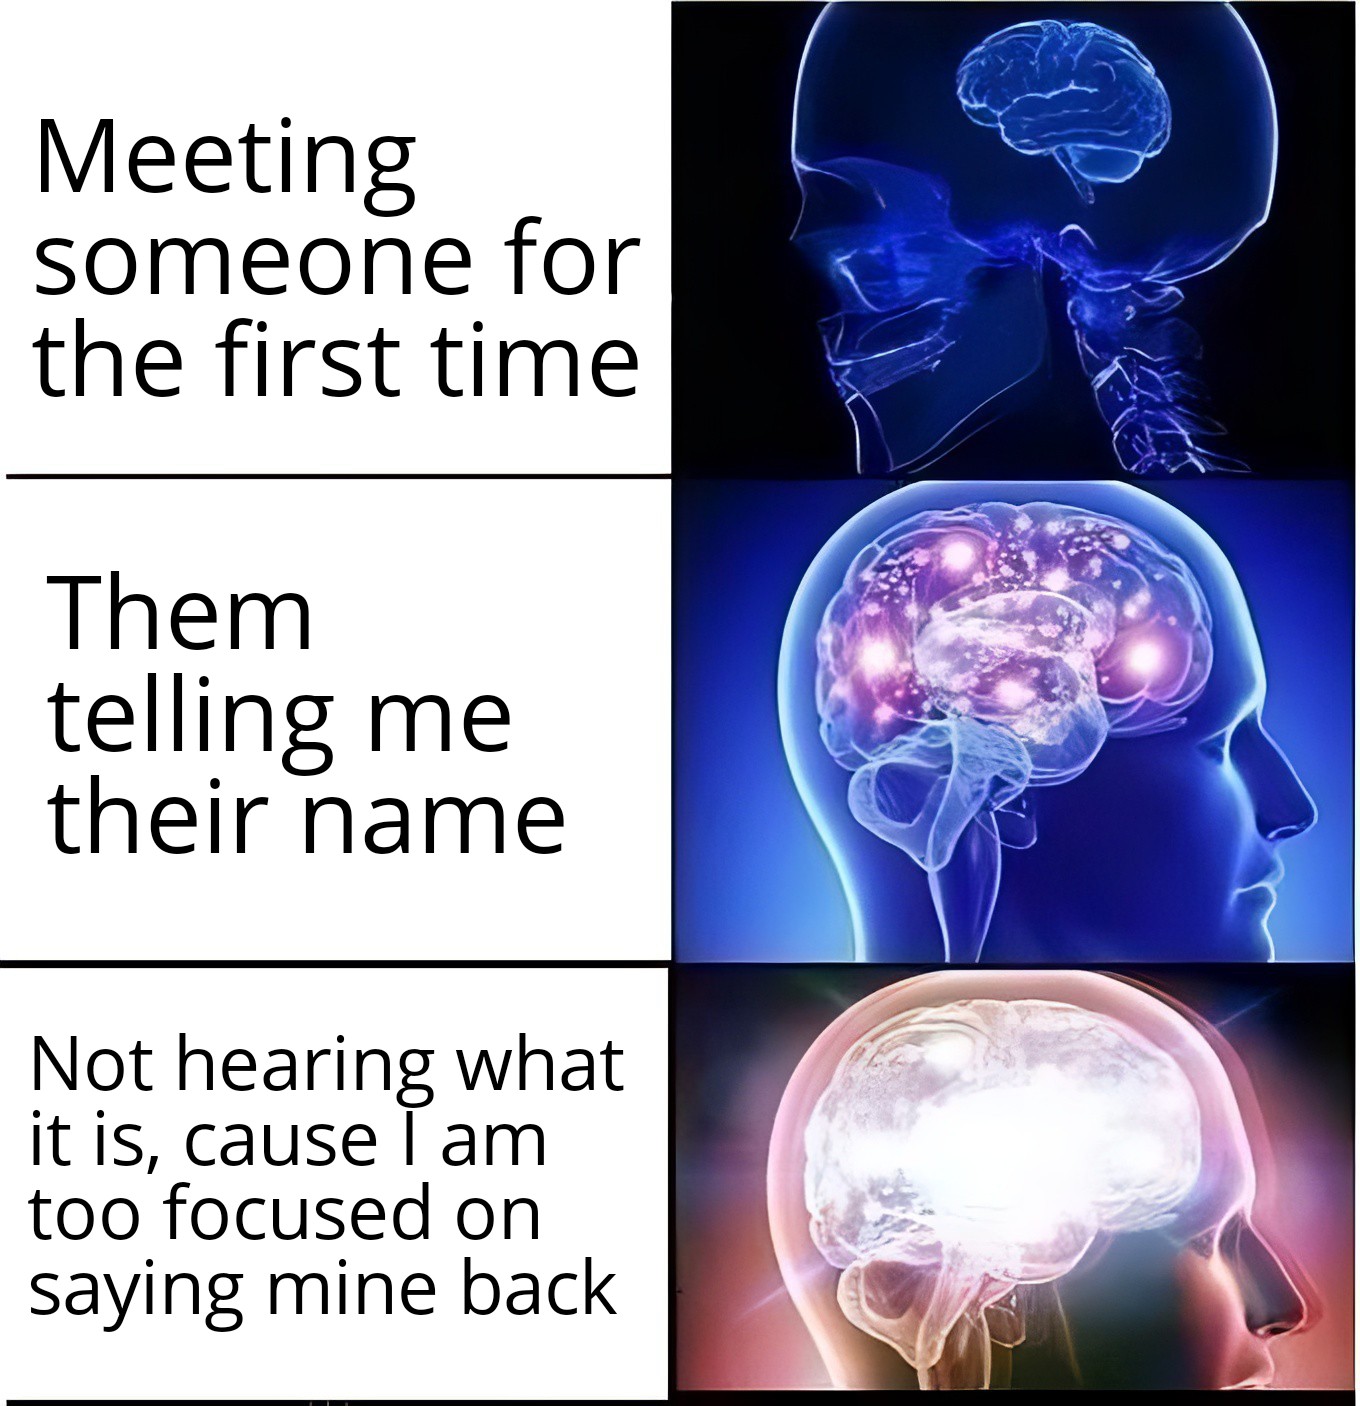 Meeting
someone for
the first time
Them
telling me
their name
Not hearing what
it is, cause I am
too focused on
saying mine back